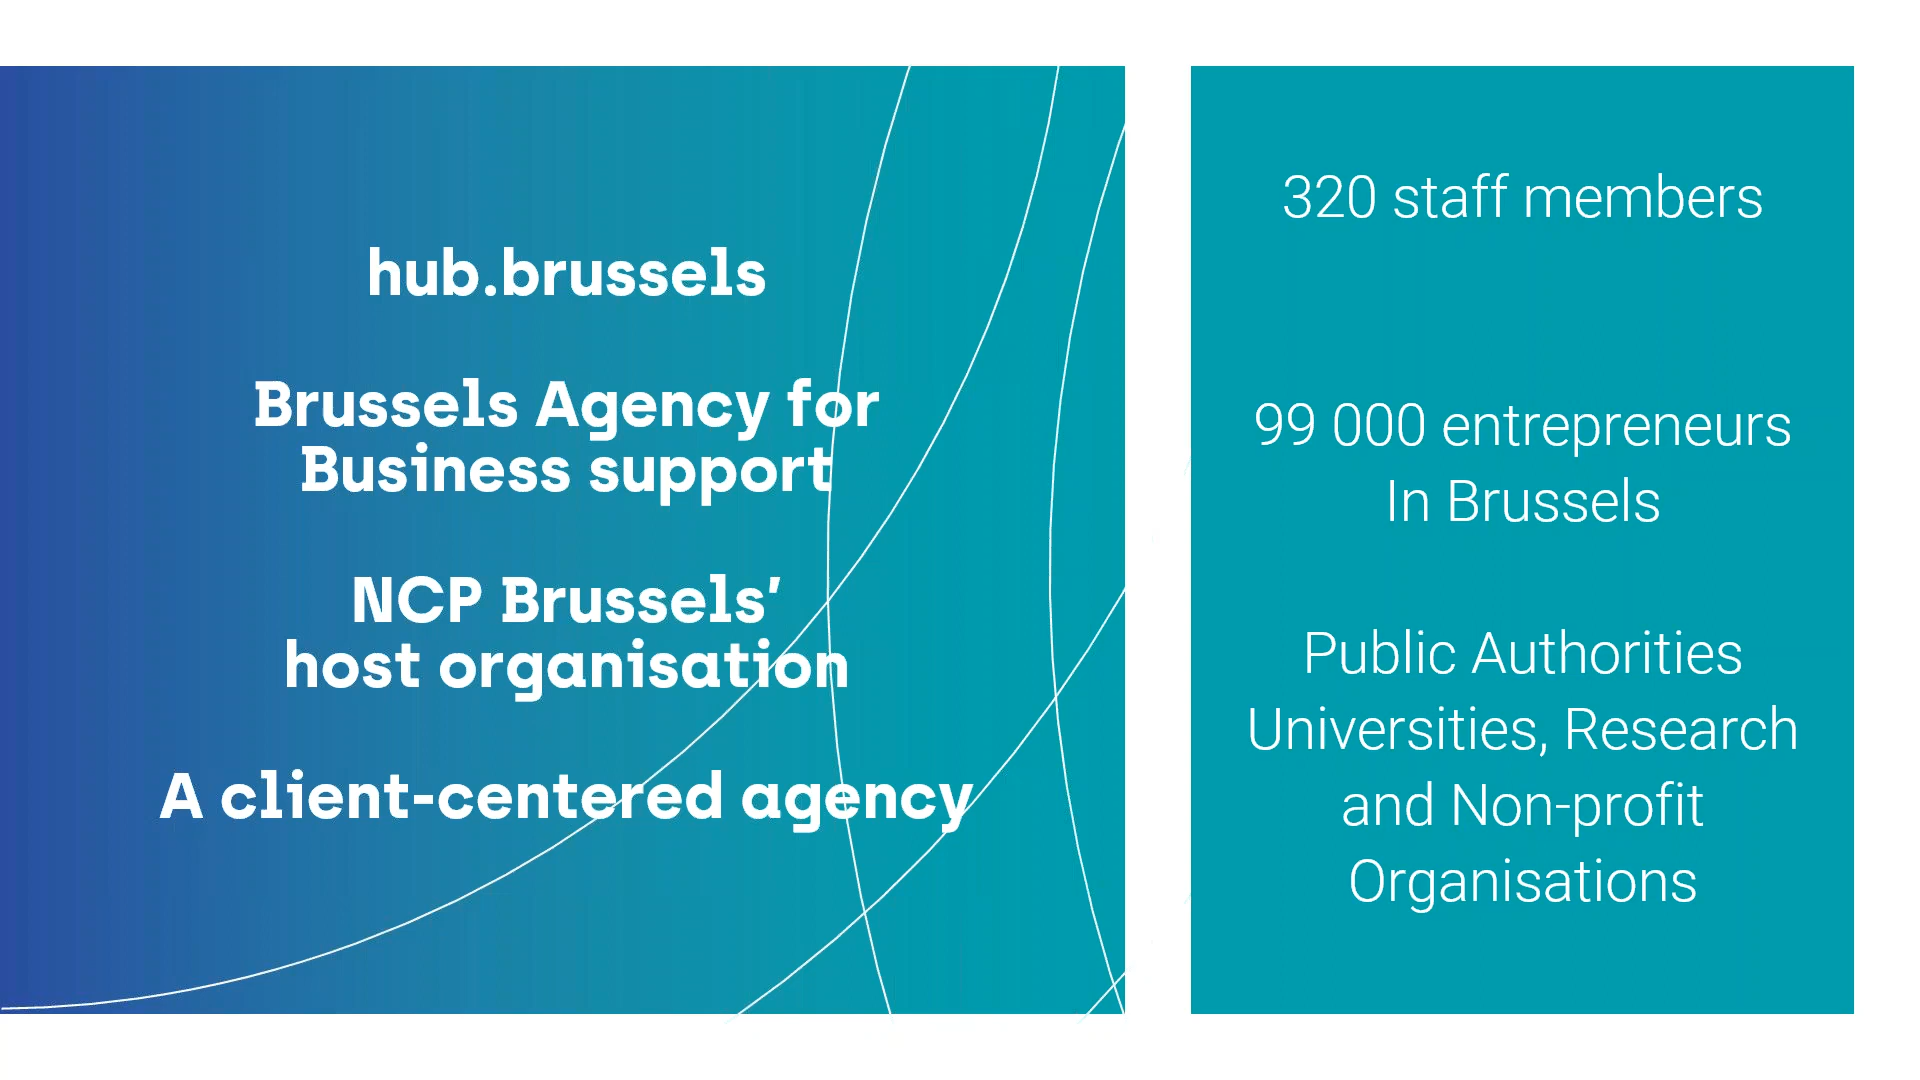 hub.brussels
Brussels Agency for
Business support
NCP Brussels’
host organisation
A client-centered agency
320 staff members
99 000 entrepreneurs
In Brussels
Public Authorities
Universities, Research
and Non-profit
Organisations